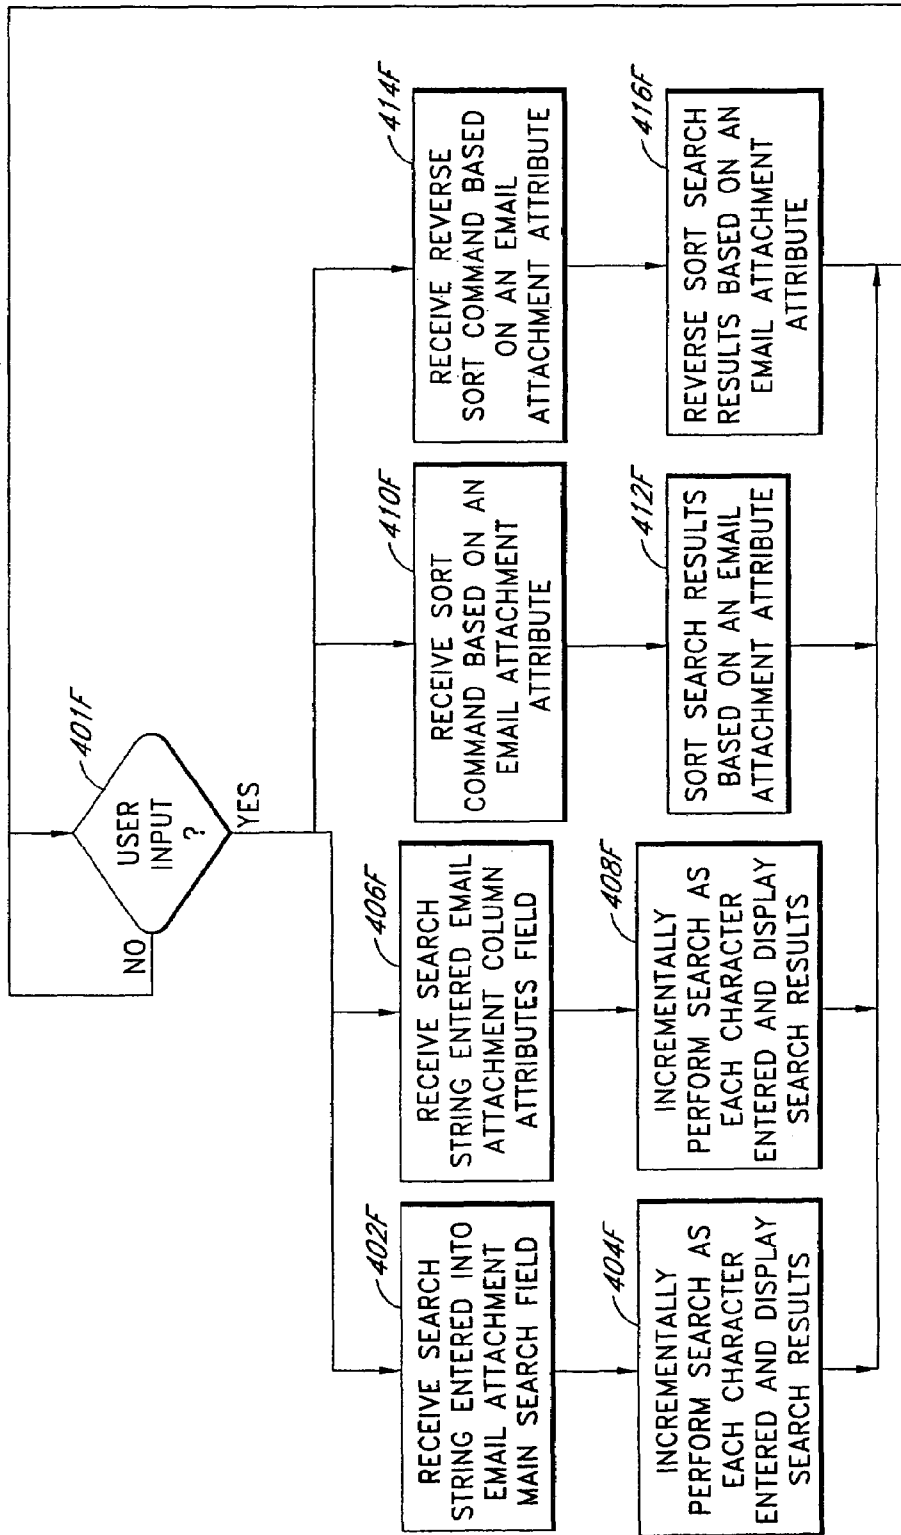 401F
USER
INPUT
?
NO
YES
402F
RECEIVE SEARCH
STRING ENTERED INTO
EMAIL ATTACHMENT
MAIN SEARCH FIELD
406F
RECEIVE SEARCH
STRING ENTERED EMAIL
ATTACHMENT COLUMN
ATTRIBUTES FIELD
410F
RECEIVE SORT
COMMAND BASED ON AN
EMAIL ATTACHMENT
ATTRIBUTE
414F
RECEIVE REVERSE
SORT COMMAND BASED
ON AN EMAIL
ATTACHMENT ATTRIBUTE
404F
INCREMENTALLY
PERFORM SEARCH AS
EACH CHARACTER
ENTERED AND DISPLAY
SEARCH RESULTS
408F
INCREMENTALLY
PERFORM SEARCH AS
EACH CHARACTER
ENTERED AND DISPLAY
SEARCH RESULTS
412F
SORT SEARCH RESULTS
BASED ON AN EMAIL
ATTACHMENT ATTRIBUTE
416F
REVERSE SORT SEARCH
RESULTS BASED ON AN
EMAIL ATTACHMENT
ATTRIBUTE